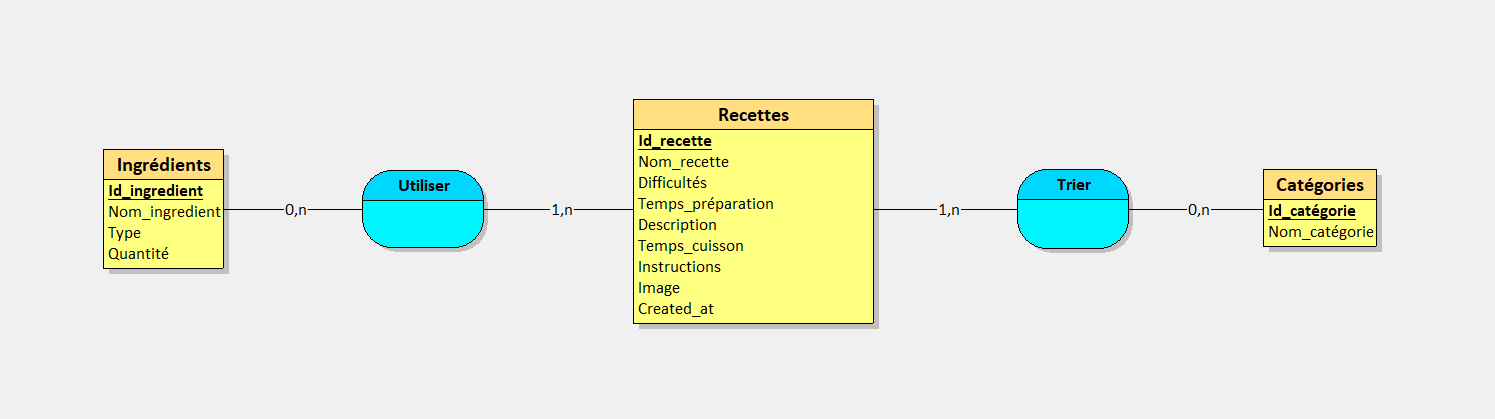 Ingrédients
Id_ingredient
Nom_ingredient
Type
Quantité
0,n
Utiliser
1,n
Recettes
Id_recette
Nom_recette
Difficultés
Temps_préparation
Description
Temps_cuisson
Instructions
Image
Created_at
1,n
Trier
0,n
Catégories
Id_catégorie
Nom_catégorie